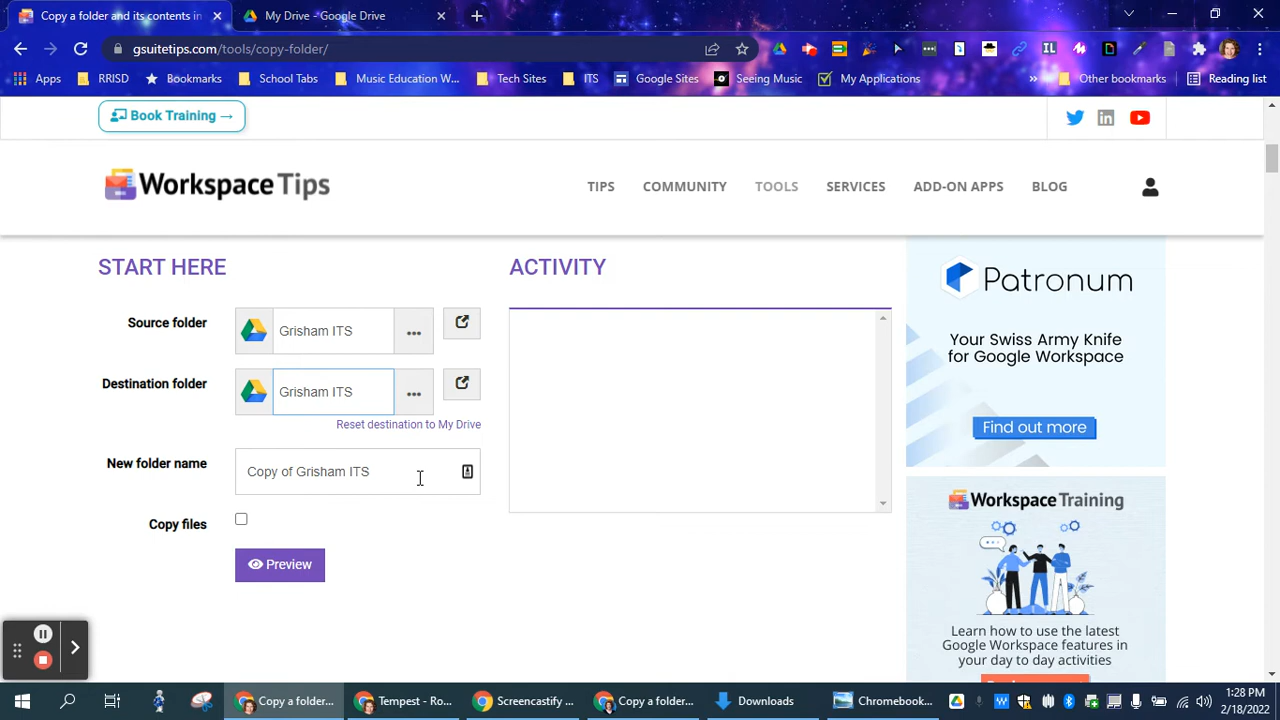 Copy a folder and its contents in
My Drive - Google Drive
gsuitetips.com/tools/copy-folder/
Apps
RRISD
Bookmarks
School Tabs
Music Education W...
Tech Sites
ITS
Google Sites
Seeing Music
My Applications
»
Other bookmarks
Reading list
Book Training →
Workspace Tips
TIPS
COMMUNITY
TOOLS
SERVICES
ADD-ON APPS
BLOG
START HERE
ACTIVITY
Source folder
Grisham ITS
...
Destination folder
Grisham ITS
...
Reset destination to My Drive
New folder name
Copy of Grisham ITS
Copy files
Preview
Patronum
Your Swiss Army Knife
for Google Workspace
Find out more
Workspace Training
Learn how to use the latest
Google Workspace features in
your day to day activities
Copy a folder...
Tempest - Ro...
Screencastify ...
Copy a folder...
Downloads
Chromebook...
1:28 PM
2/18/2022